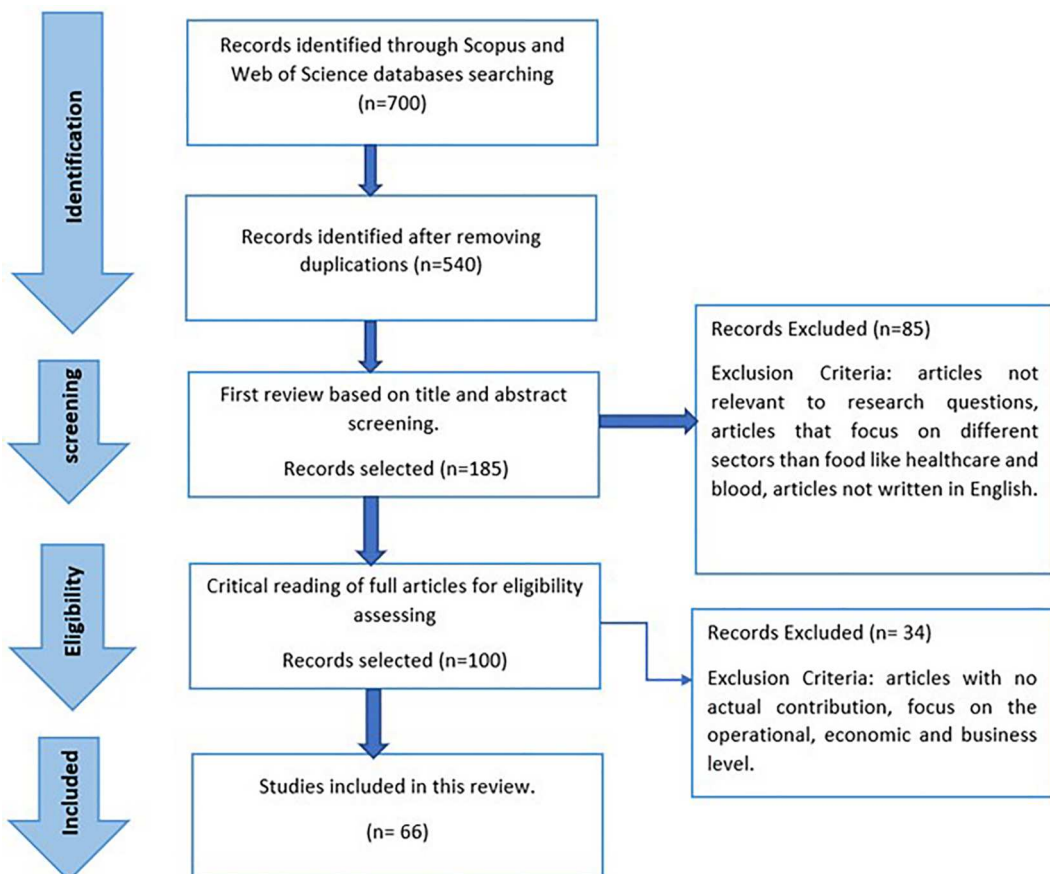 Identification
Records identified through Scopus and
Web of Science databases searching
(n=700)
Records identified after removing
duplications (n=540)
screening
First review based on title and abstract
screening.
Records selected (n=185)
Records Excluded (n=85)
Exclusion Criteria: articles not
relevant to research questions,
articles that focus on different
sectors than food like healthcare and
blood, articles not written in English.
Eligibility
Critical reading of full articles for eligibility
assessing
Records selected (n=100)
Records Excluded (n= 34)
Exclusion Criteria: articles with no
actual contribution, focus on the
operational, economic and business
level.
Included
Studies included in this review.
(n= 66)